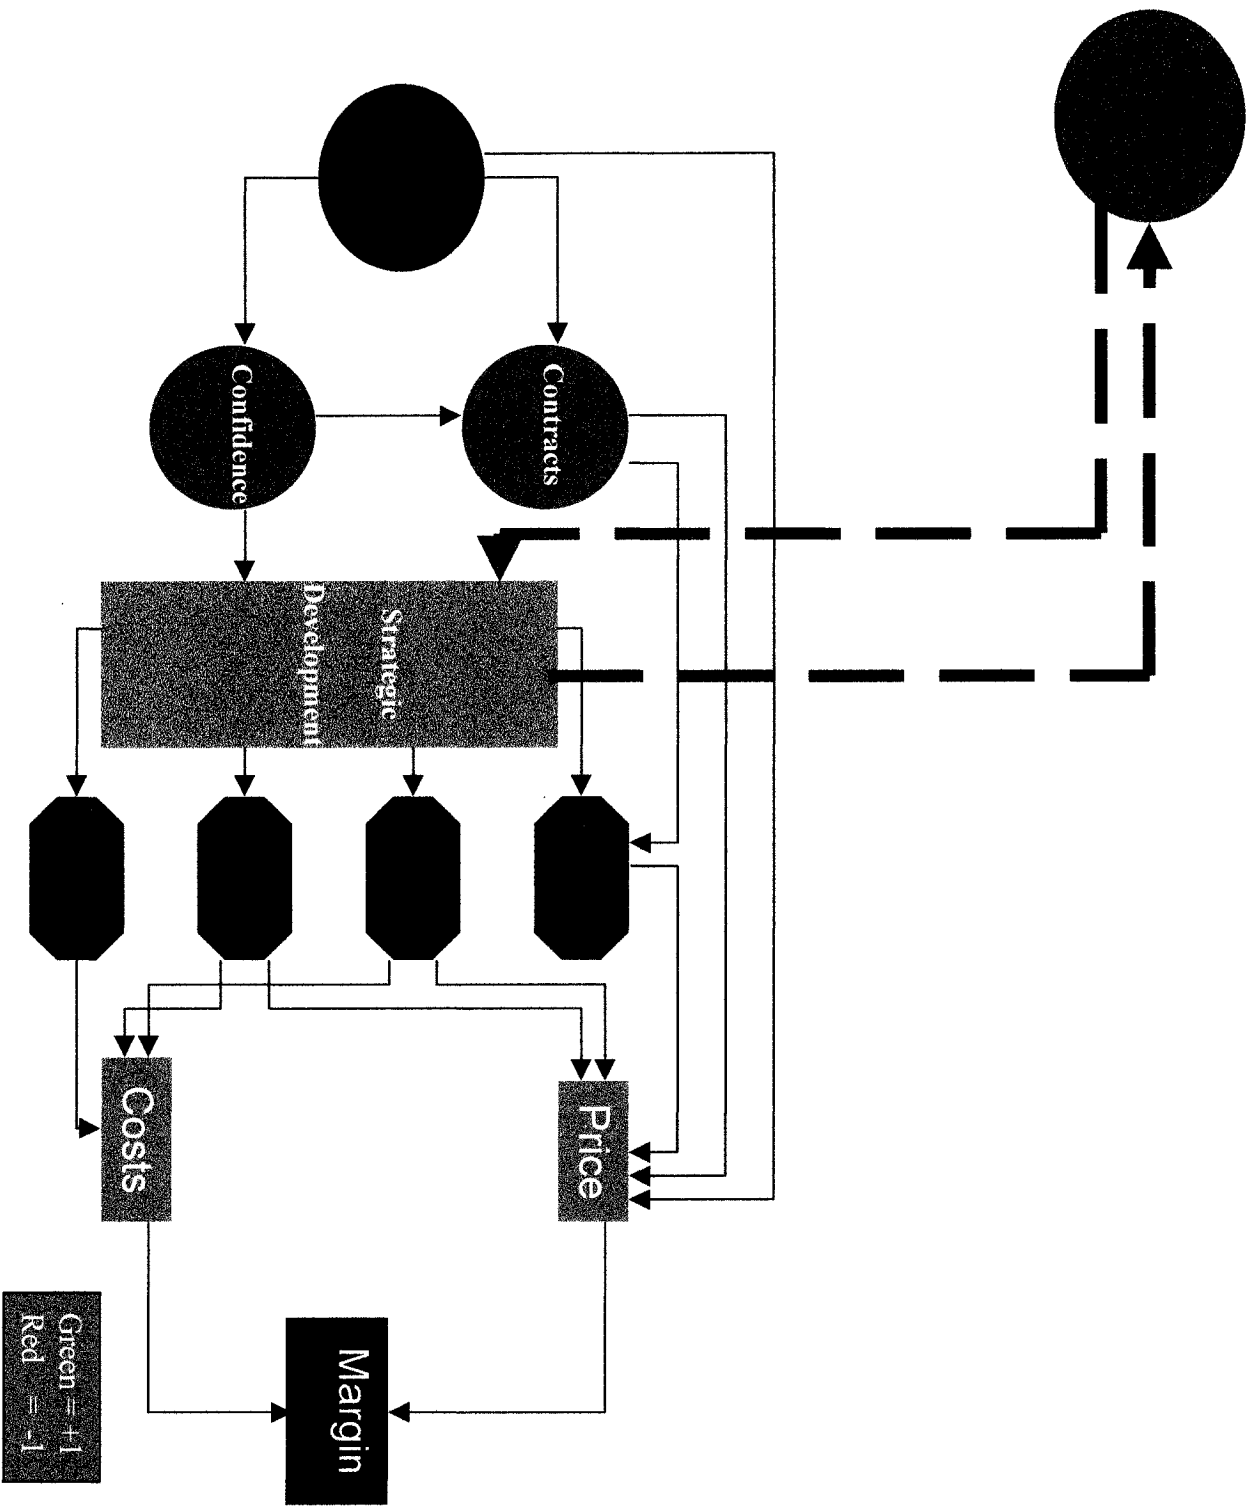 Contracts
Confidence
Strategic
Development
Price
Costs
Margin
Green = +1
Red = -1